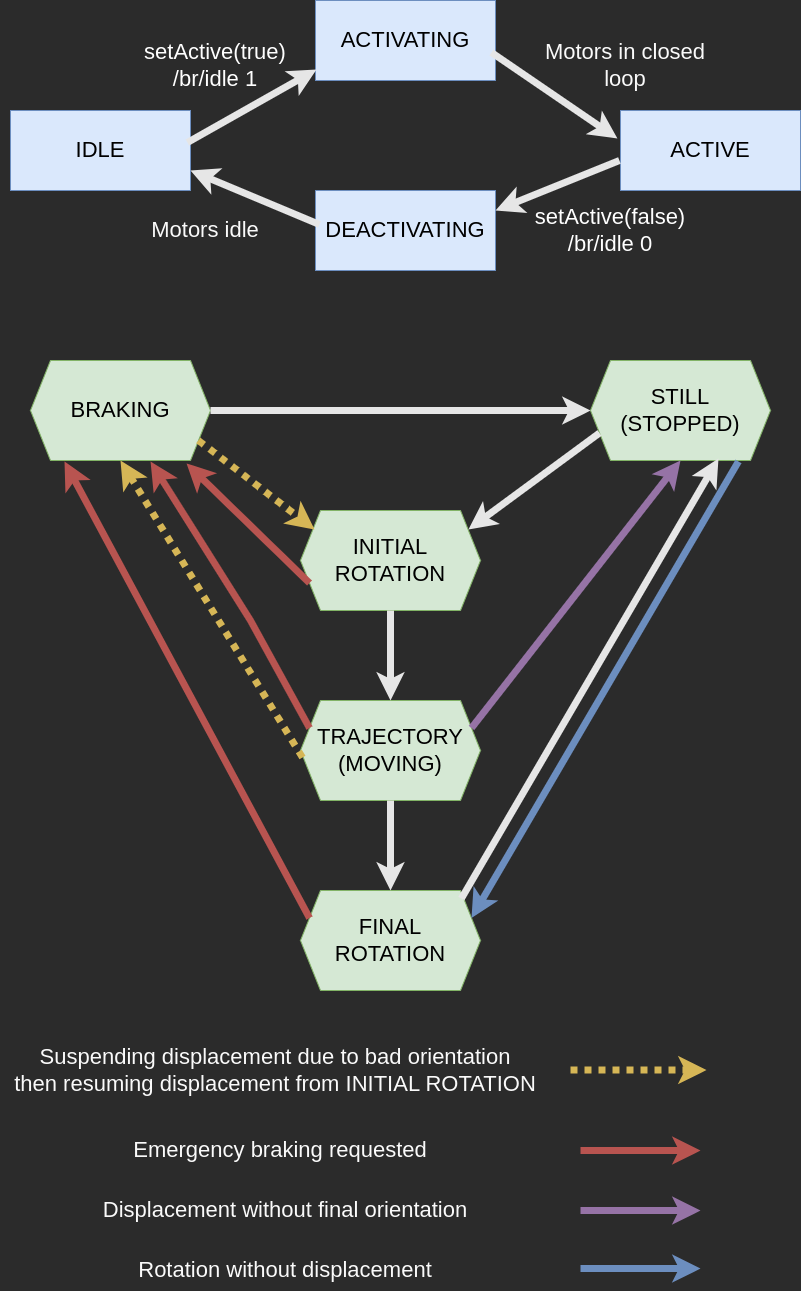 ACTIVATING
setActive(true)
/br/idle 1
Motors in closed
loop
IDLE
ACTIVE
DEACTIVATING
Motors idle
setActive(false)
/br/idle 0
BRAKING
STILL
(STOPPED)
INITIAL
ROTATION
TRAJECTORY
(MOVING)
FINAL
ROTATION
Suspending displacement due to bad orientation
then resuming displacement from INITIAL ROTATION
Emergency braking requested
Displacement without final orientation
Rotation without displacement